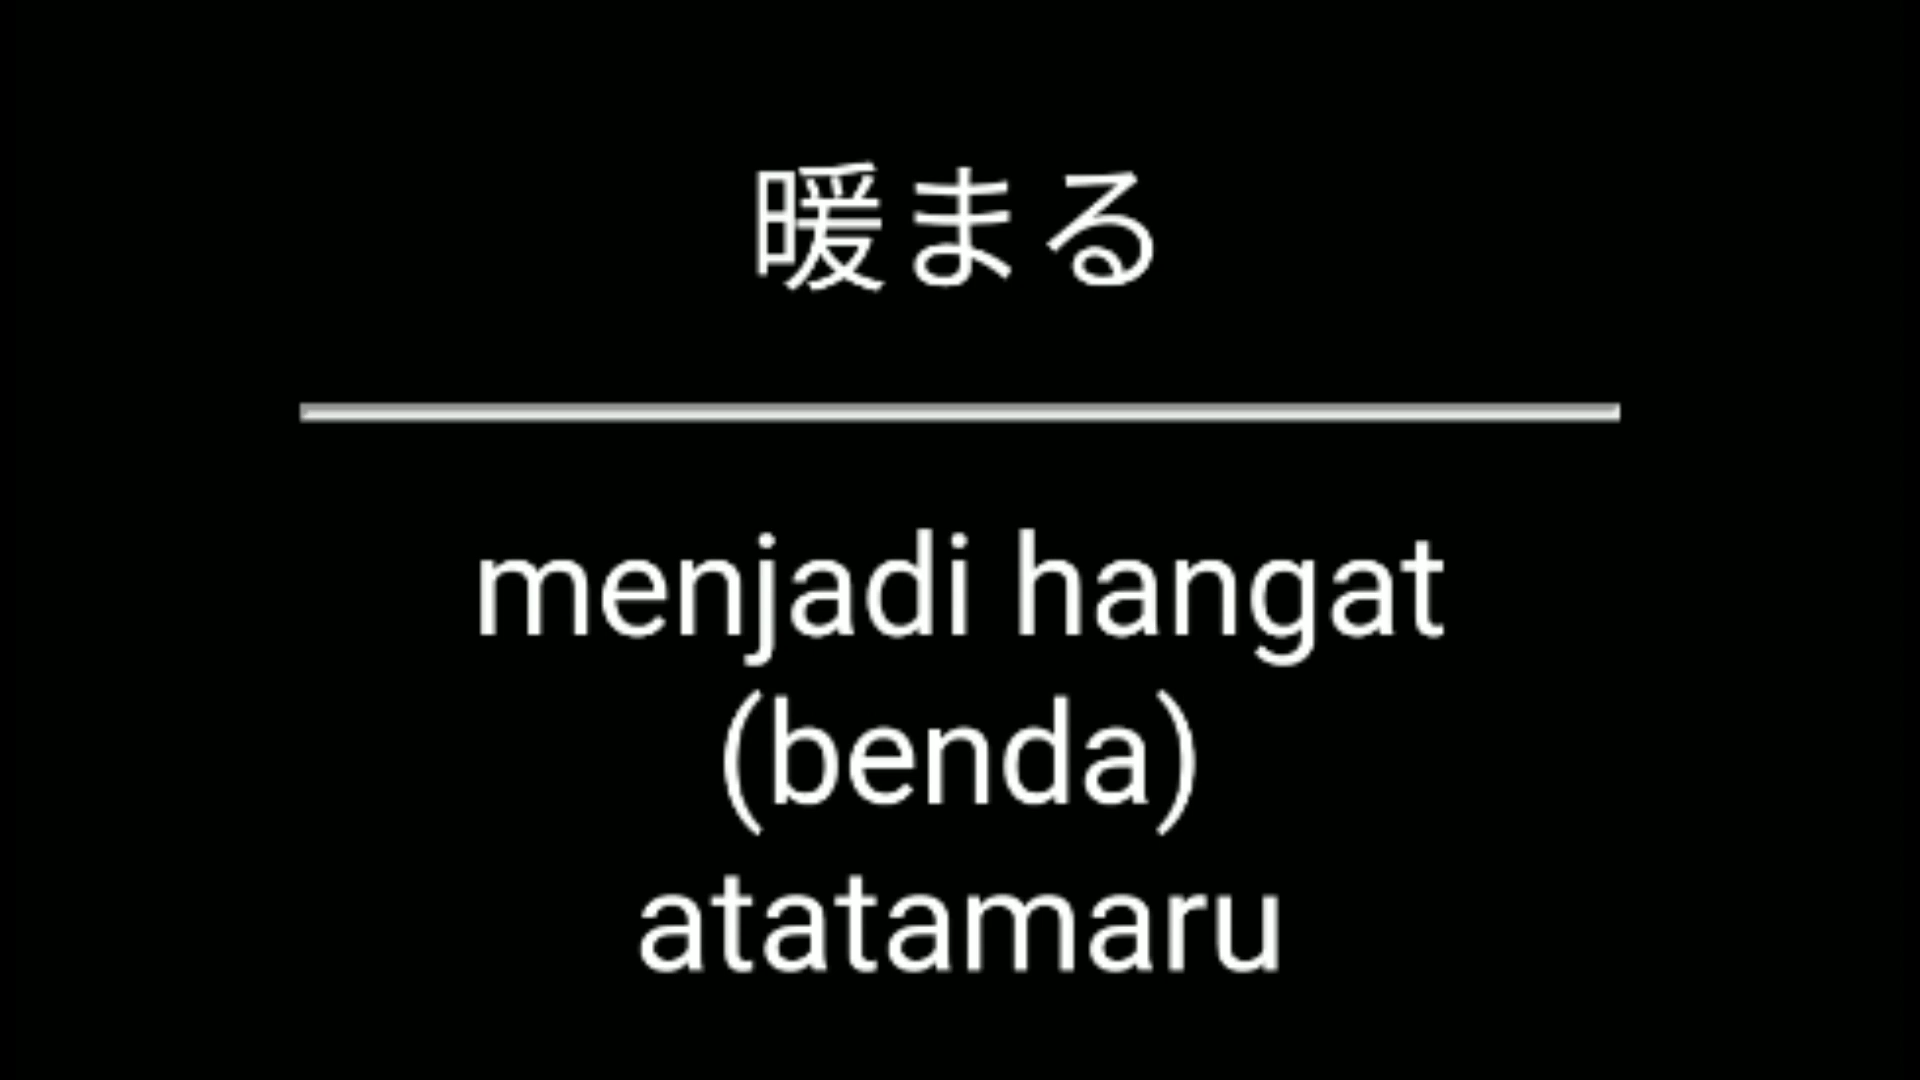 暖まる
menjadi hangat
(benda)
atatamaru